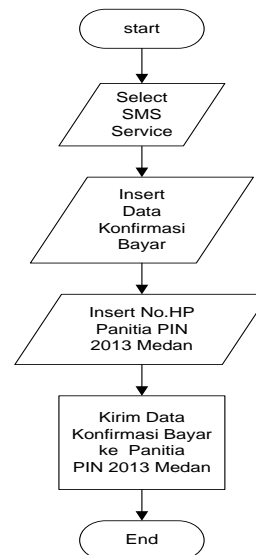 start
Select
SMS
Service
Insert
Data
Konfirmasi
Bayar
Insert No.HP
Panitia PIN
2013 Medan
Kirim Data
Konfirmasi Bayar
ke Panitia
PIN 2013 Medan
End